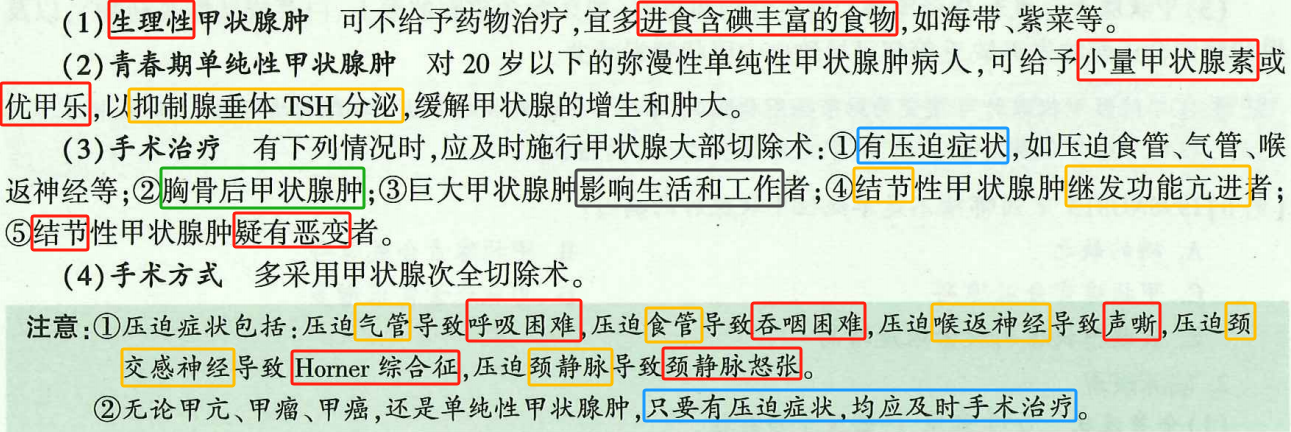 (1)生理性甲状腺肿 可不给予药物治疗,宜多进食含碘丰富的食物,如海带、紫菜等。
(2)青春期单纯性甲状腺肿 对 20 岁以下的弥漫性单纯性甲状腺肿病人,可给予小量甲状腺素或
优甲乐,以抑制腺垂体 TSH 分泌,缓解甲状腺的增生和肿大。
(3)手术治疗 有下列情况时,应及时施行甲状腺大部切除术:①有压迫症状,如压迫食管、气管、喉
返神经等;②胸骨后甲状腺肿;③巨大甲状腺肿影响生活和工作者;④结节性甲状腺肿继发功能亢进者;
⑤结节性甲状腺肿疑有恶变者。
(4)手术方式 多采用甲状腺次全切除术。
注意:①压迫症状包括:压迫气管导致呼吸困难,压迫食管导致吞咽困难,压迫喉返神经导致声嘶,压迫颈
交感神经导致 Horner 综合征,压迫颈静脉导致颈静脉怒张。
②无论甲亢、甲瘤、甲癌,还是单纯性甲状腺肿,只要有压迫症状,均应及时手术治疗。